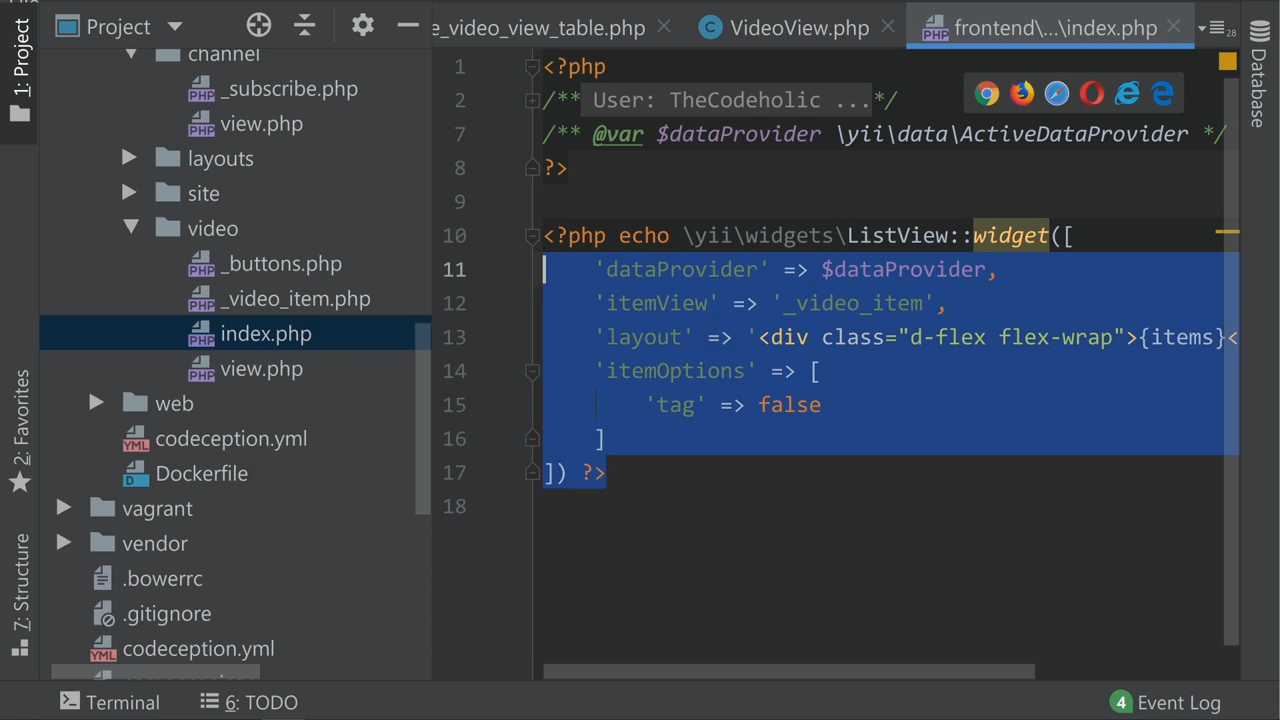 Project
e_video_view_table.php
VideoView.php
frontend\...\index.php
28
1: Project
2: Favorites
7: Structure
Database
channel
_subscribe.php
view.php
layouts
site
video
_buttons.php
_video_item.php
index.php
view.php
web
codeception.yml
Dockerfile
vagrant
vendor
.bowerrc
.gitignore
codeception.yml
1 <?php
2 /** User: TheCodeholic ...*/
7 /** @var $dataProvider \yii\data\ActiveDataProvider */
8 ?>
9
10 <?php echo \yii\widgets\ListView::widget([
11 'dataProvider' => $dataProvider,
12 'itemView' => '_video_item',
13 'layout' => '<div class="d-flex flex-wrap">{items}<
14 'itemOptions' => [
15 'tag' => false
16 ]
17 ]) ?>
18
Terminal
6: TODO
4 Event Log